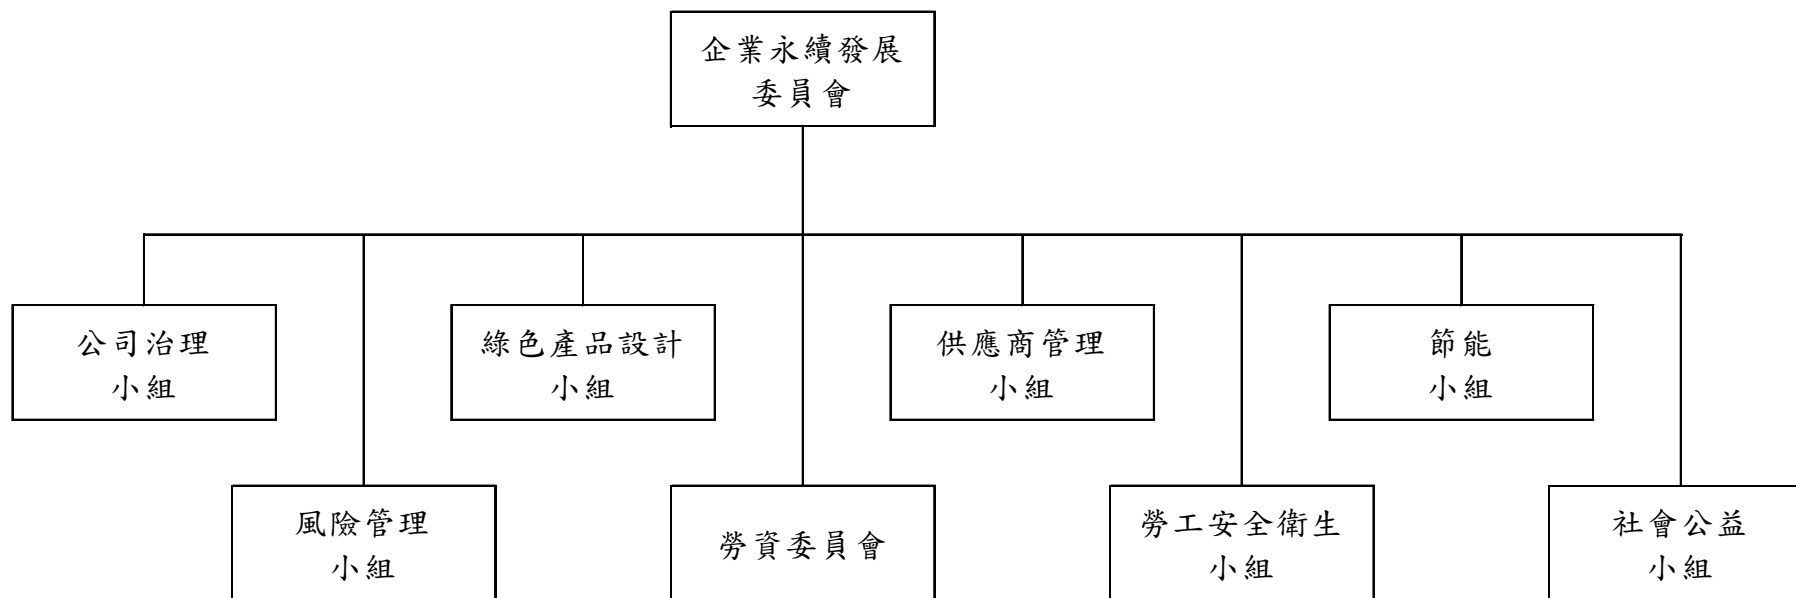 企業永續發展
委員會
公司治理
小組
綠色產品設計
小組
供應商管理
小組
節能
小組
風險管理
小組
勞資委員會
勞工安全衛生
小組
社會公益
小組